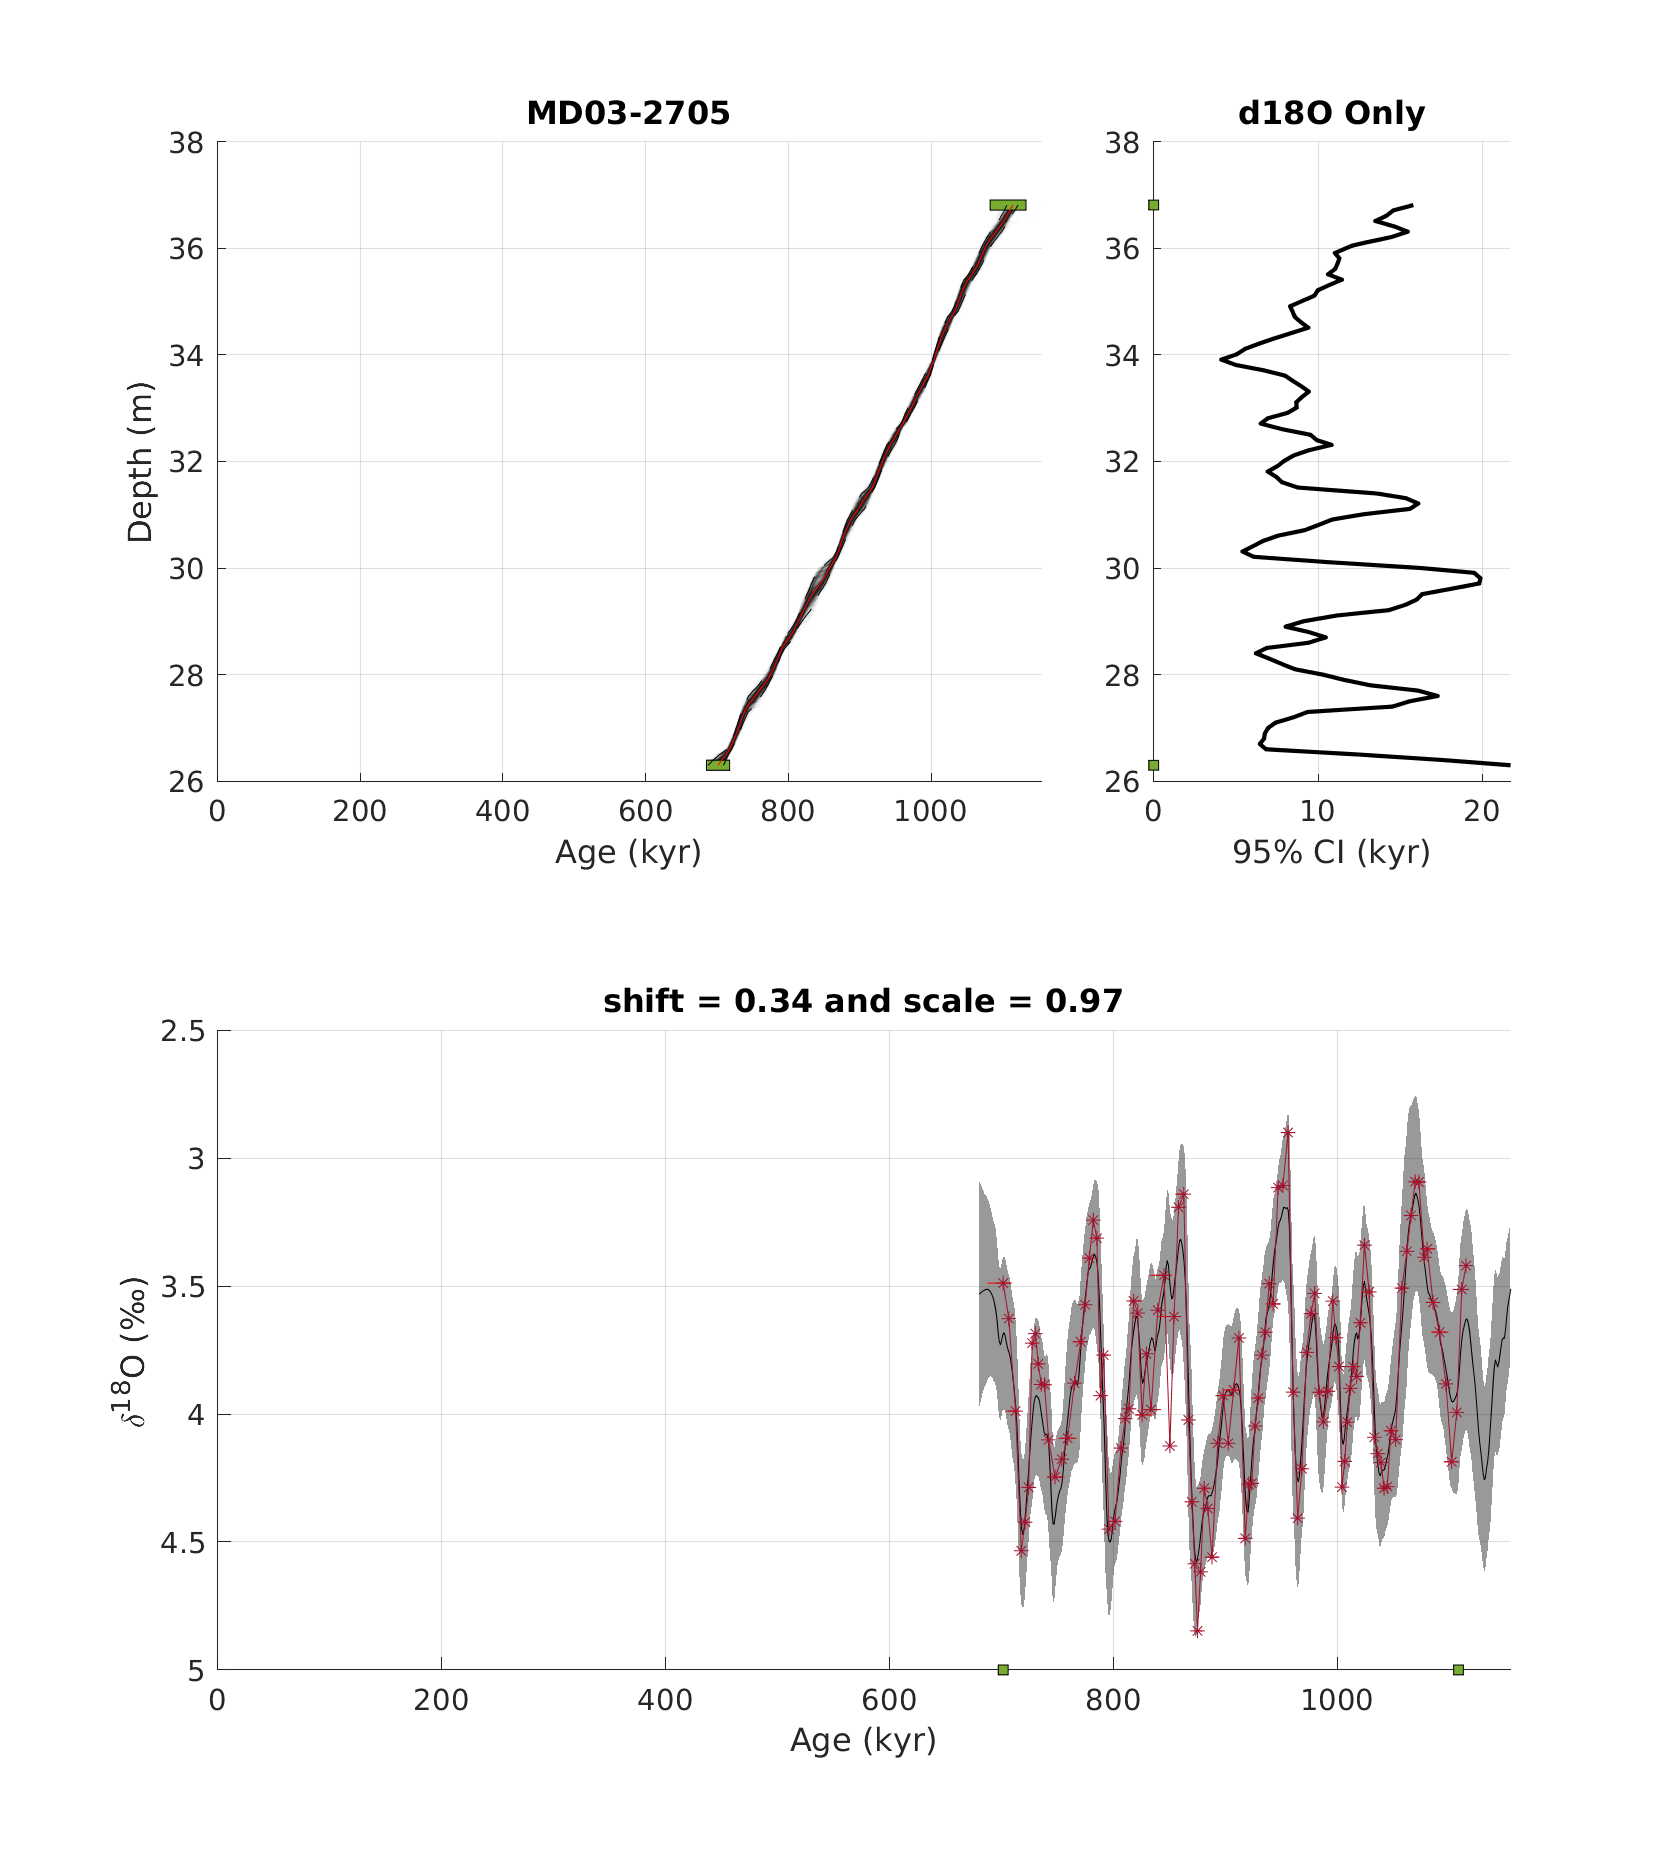 MD03-2705
38
36
34
32
30
28
26
Depth (m)
0 200 400 600 800 1000
Age (kyr)
d18O Only
38
36
34
32
30
28
26
0 10 20
95% CI (kyr)
shift = 0.34 and scale = 0.97
2.5
3
3.5
4
4.5
5
δ¹⁸O (‰)
0 200 400 600 800 1000
Age (kyr)